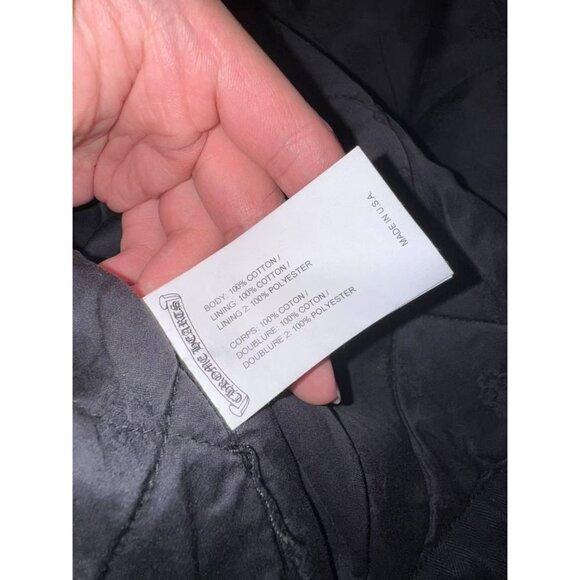 CHROME HEARTS
BODY: 100% COTTON /
LINING: 100% COTTON /
LINING 2: 100% POLYESTER
CORPS: 100% COTON /
DOUBLURE: 100% COTON /
DOUBLURE 2: 100% POLYESTER
MADE IN U.S.A.